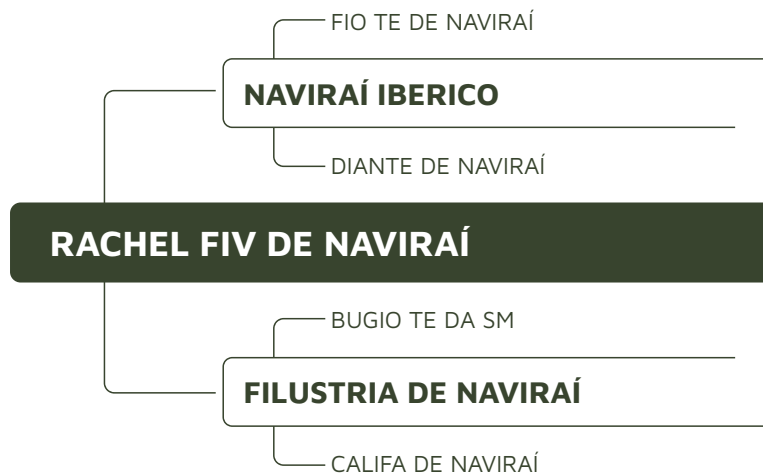 FIO TE DE NAVIRAÍ
NAVIRAÍ IBERICO
DIANTE DE NAVIRAÍ
RACHEL FIV DE NAVIRAÍ
BUGIO TE DA SM
FILUSTRIA DE NAVIRAÍ
CALIFA DE NAVIRAÍ